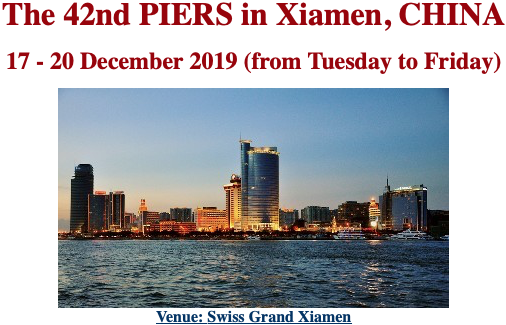 The 42nd PIERS in Xiamen, CHINA
17 - 20 December 2019 (from Tuesday to Friday)
Venue: Swiss Grand Xiamen